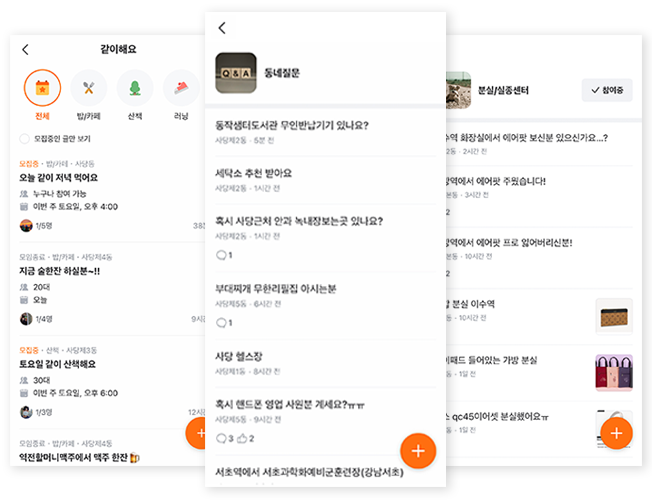 같이해요
전체
밥/카페
산책
러닝
모집중인 글만 보기
모집중 · 밥/카페 · 사당동
오늘 같이 저녁 먹어요
누구나 참여 가능
이번 주 토요일, 오후 4:00
1/5명
385
모임종료 · 밥/카페 · 사당제4동
지금 술한잔 하실분~!!
20대
오늘
1/4명
9시
모집중 · 산책 · 사당제3동
토요일 같이 산책해요
30대
이번 주 토요일, 오후 6:00
1/3명
12시
모임종료 · 밥/카페 · 사당제4동
역전할머니맥주에서 맥주 한잔
Q & A
동네질문
동작샘터도서관 무인반납기기 있나요?
사당제2동 · 5분 전
세탁소 추천 받아요
사당제2동 · 1시간 전
혹시 사당근처 안과 녹내장보는곳 있나요?
사당제2동 · 1시간 전
1
부대찌개 무한리필집 아시는분
사당제5동 · 6시간 전
1
사당 헬스장
사당제1동 · 8시간 전
혹시 핸드폰 영업 사원분 계세요?ㅠㅠ
사당제5동 · 9시간 전
3 2
서초역에서 서초과학화예비군훈련장(강남서초)
분실/실종센터
참여중
수역 화장실에서 에어팟 보신분 있으신가요...?
2동 · 2시간 전
당역에서 에어팟 주웠습니다!
본동 · 3시간 전
2
당역에서 에어팟 프로 잃어버리신분!
본동 · 10시간 전
2
갑 분실 이수역
· 10시간 전
이패드 들어있는 가방 분실
동 · 1일 전
스 qc45이어셋 분실했어요ㅠ
동 · 1일 전